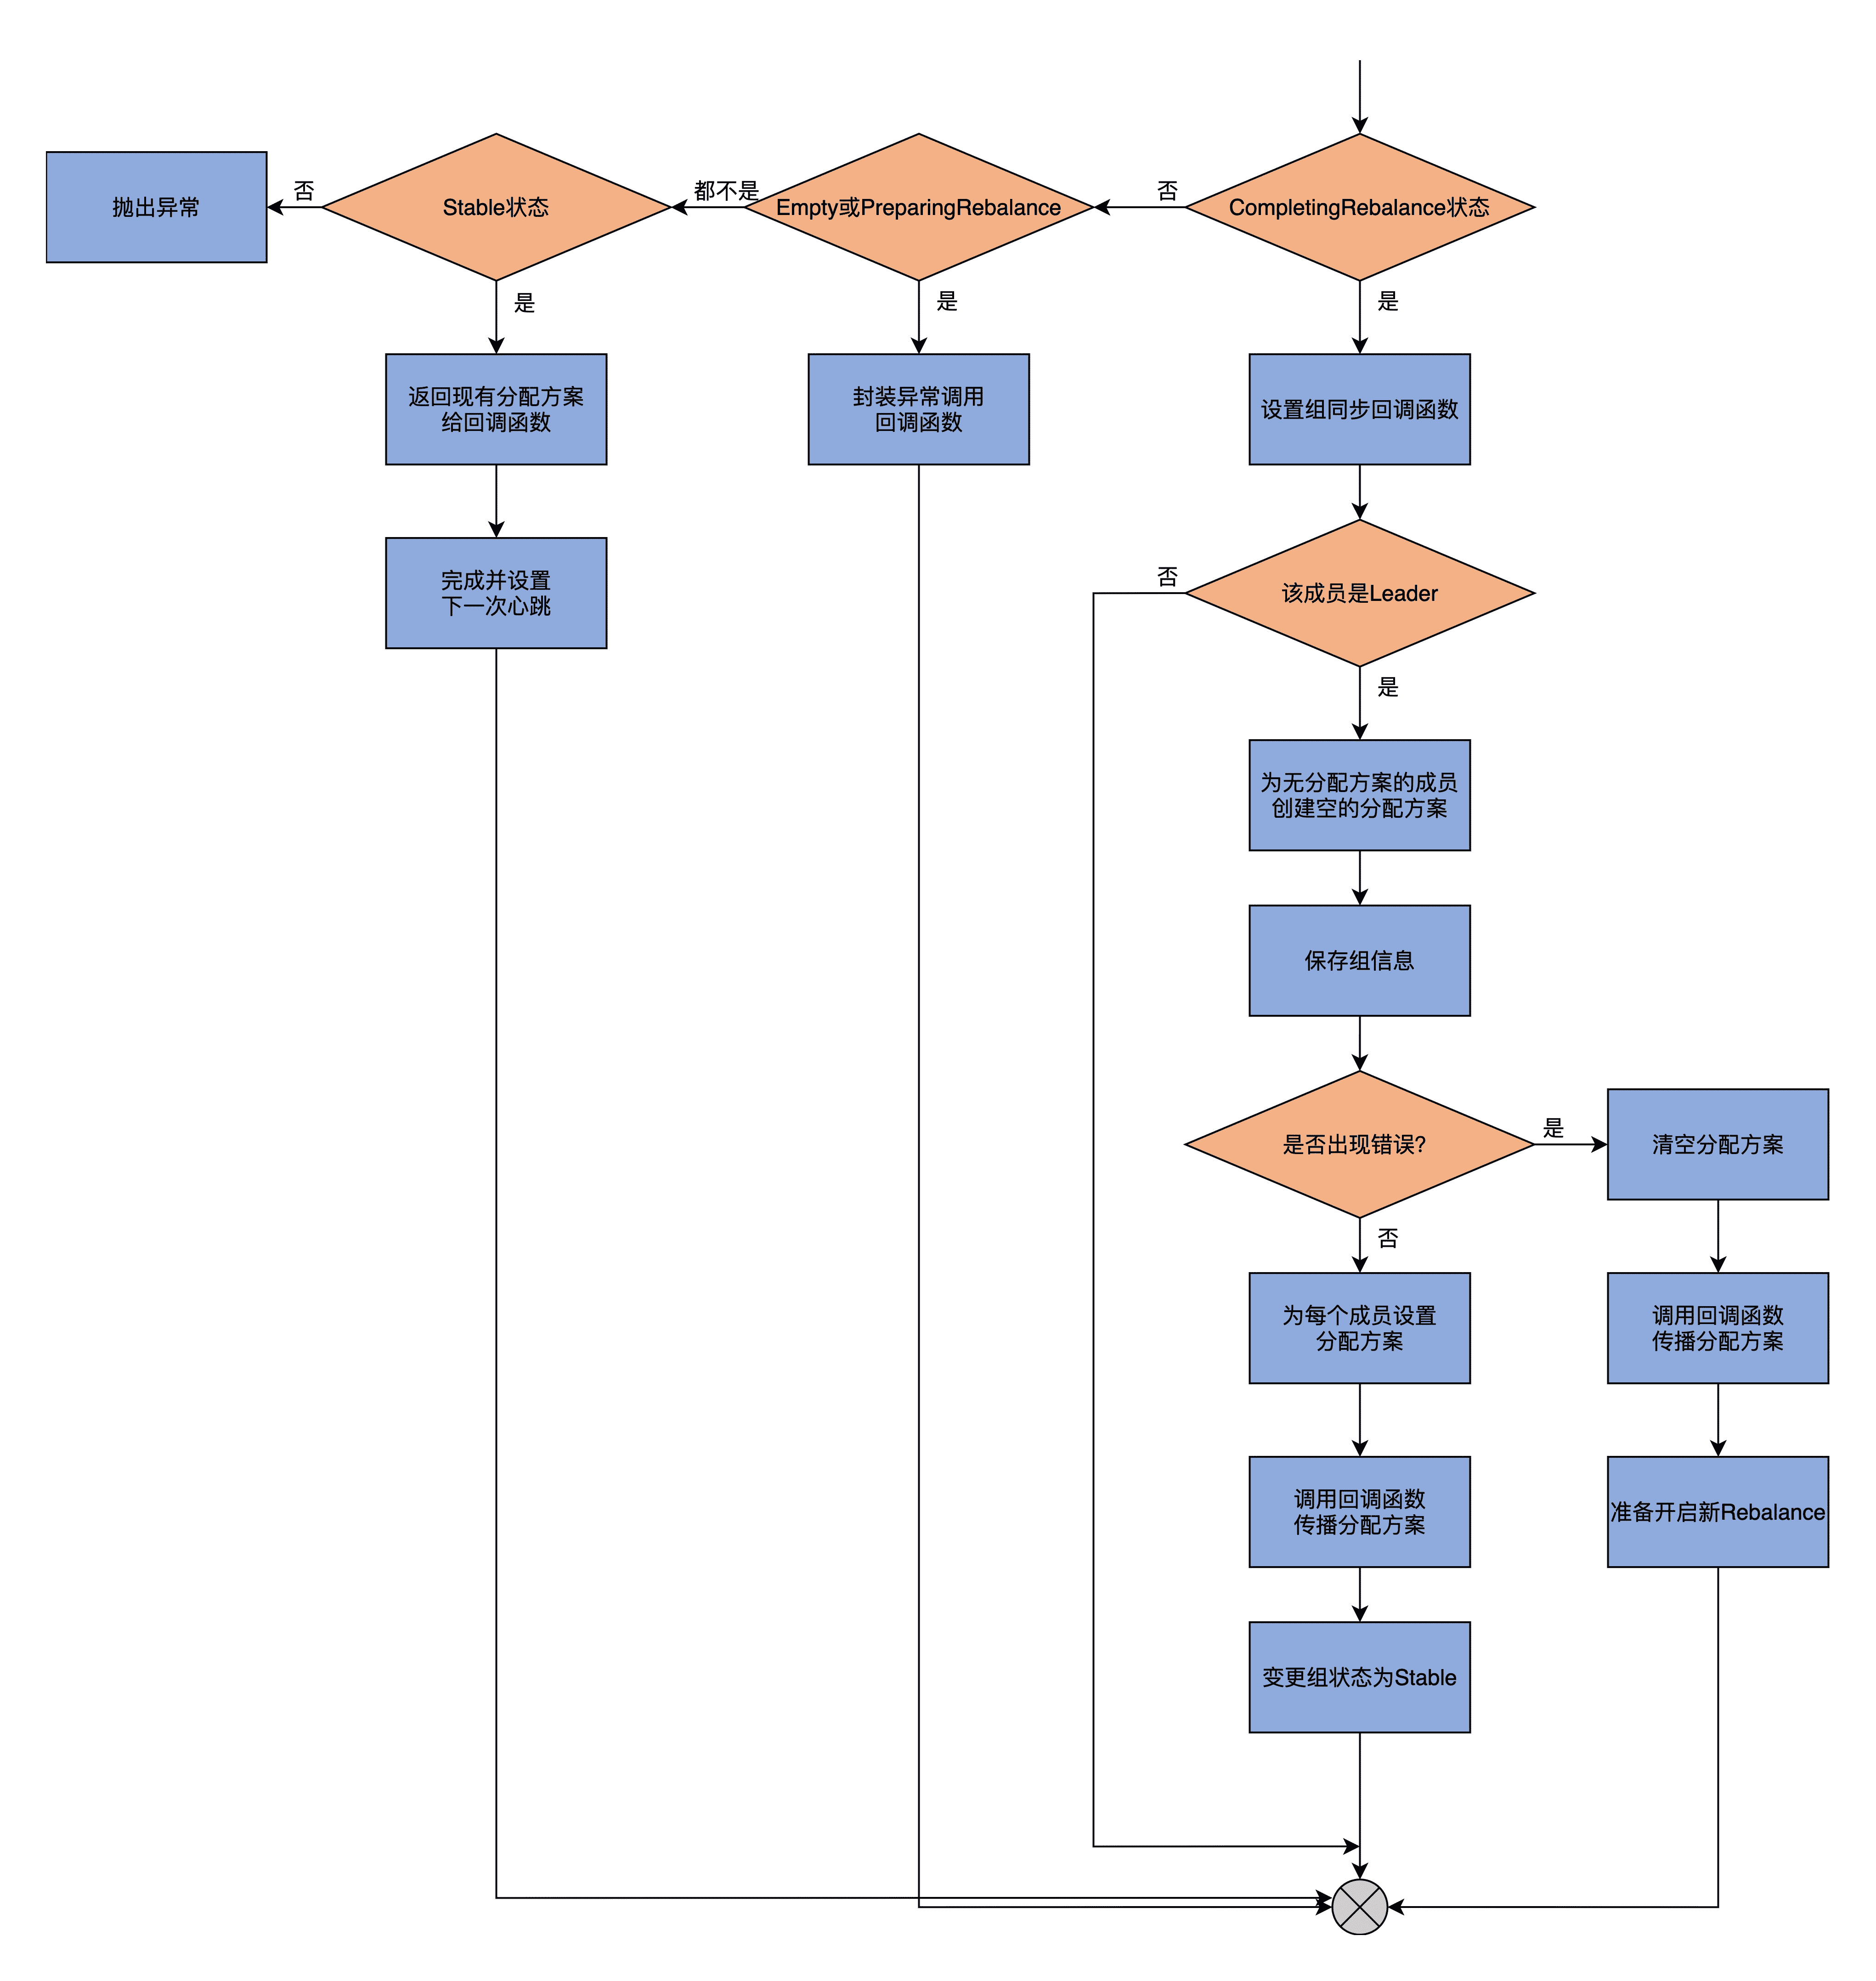 抛出异常
否
Stable状态
都不是
Empty或PreparingRebalance
否
CompletingRebalance状态
是
是
是
返回现有分配方案
给回调函数
封装异常调用
回调函数
设置组同步回调函数
完成并设置
下一次心跳
否
该成员是Leader
是
为无分配方案的成员
创建空的分配方案
保存组信息
是否出现错误?
是
清空分配方案
否
为每个成员设置
分配方案
调用回调函数
传播分配方案
调用回调函数
传播分配方案
准备开启新Rebalance
变更组状态为Stable